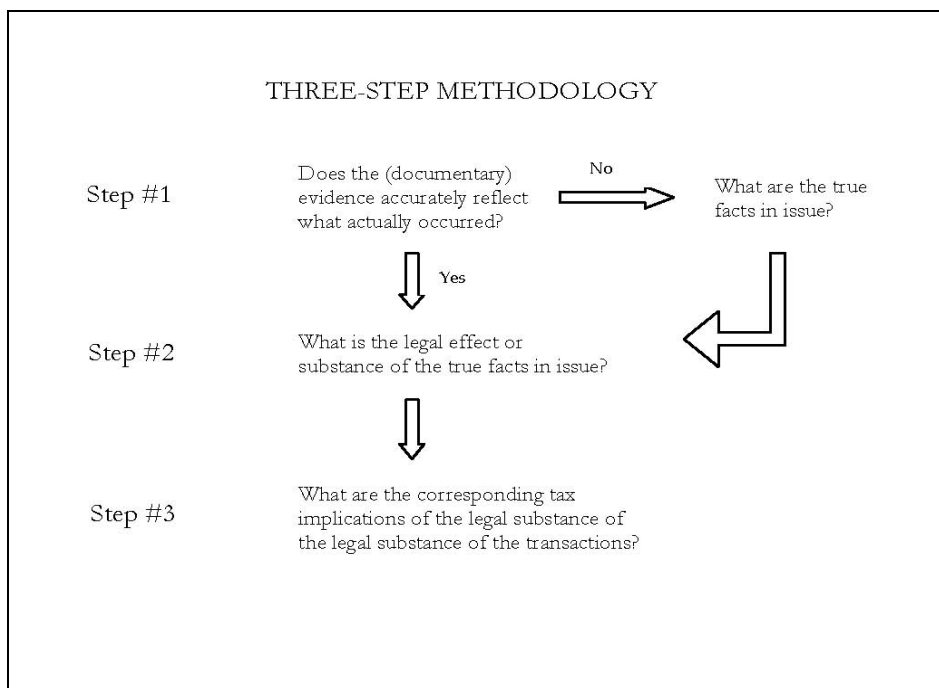 THREE-STEP METHODOLOGY
Step #1
Does the (documentary)
evidence accurately reflect
what actually occurred?
No
What are the true
facts in issue?
Yes
Step #2
What is the legal effect or
substance of the true facts in issue?
Step #3
What are the corresponding tax
implications of the legal substance of
the legal substance of the transactions?